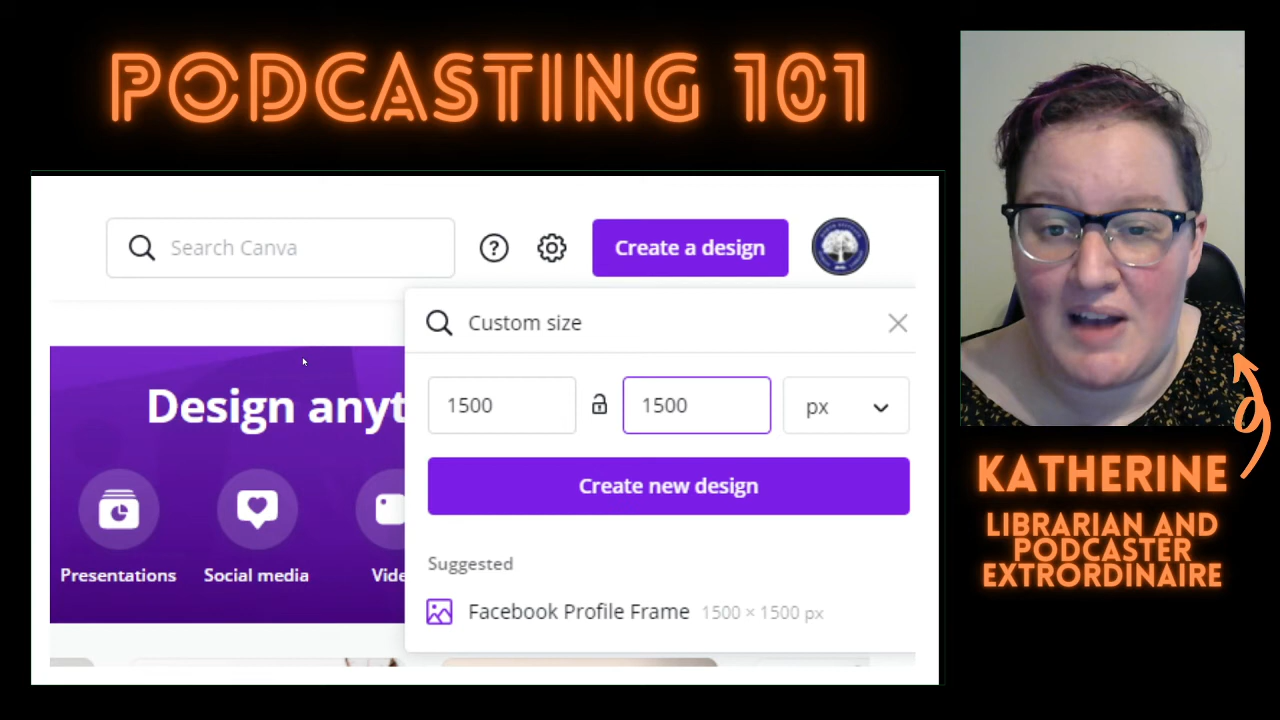 PODCASTING 101
Search Canva
?
Create a design
Custom size
1500
1500
px
Design anyt
Create new design
Presentations
Social media
Vide
Suggested
Facebook Profile Frame 1500 × 1500 px
KATHERINE
LIBRARIAN AND
PODCASTER
EXTRORDINAIRE